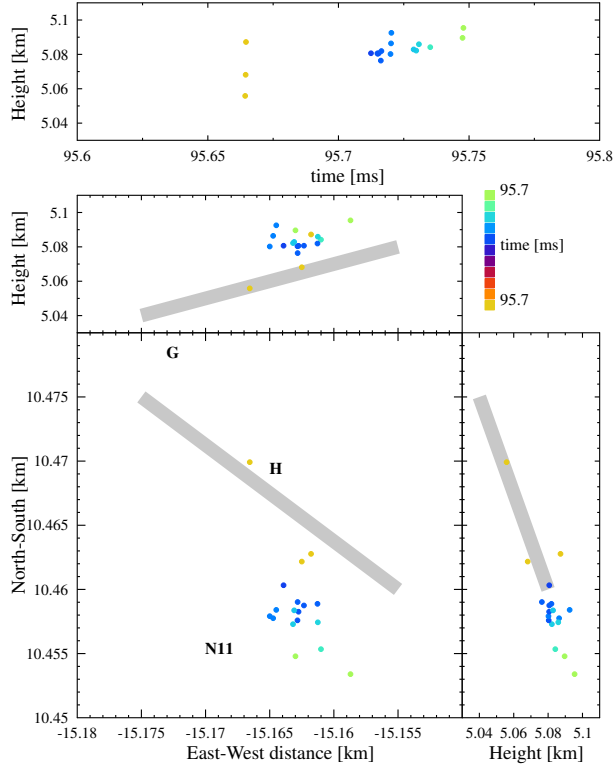 5.1
5.08
5.06
5.04
Height [km]
95.6 95.65 95.7 95.75 95.8
time [ms]
5.1
5.08
5.06
5.04
Height [km]
95.7
time [ms]
95.7
G
H
N11
10.475
10.47
10.465
10.46
10.455
10.45
North-South [km]
-15.18 -15.175 -15.17 -15.165 -15.16 -15.155
East-West distance [km]
5.04 5.06 5.08 5.1
Height [km]